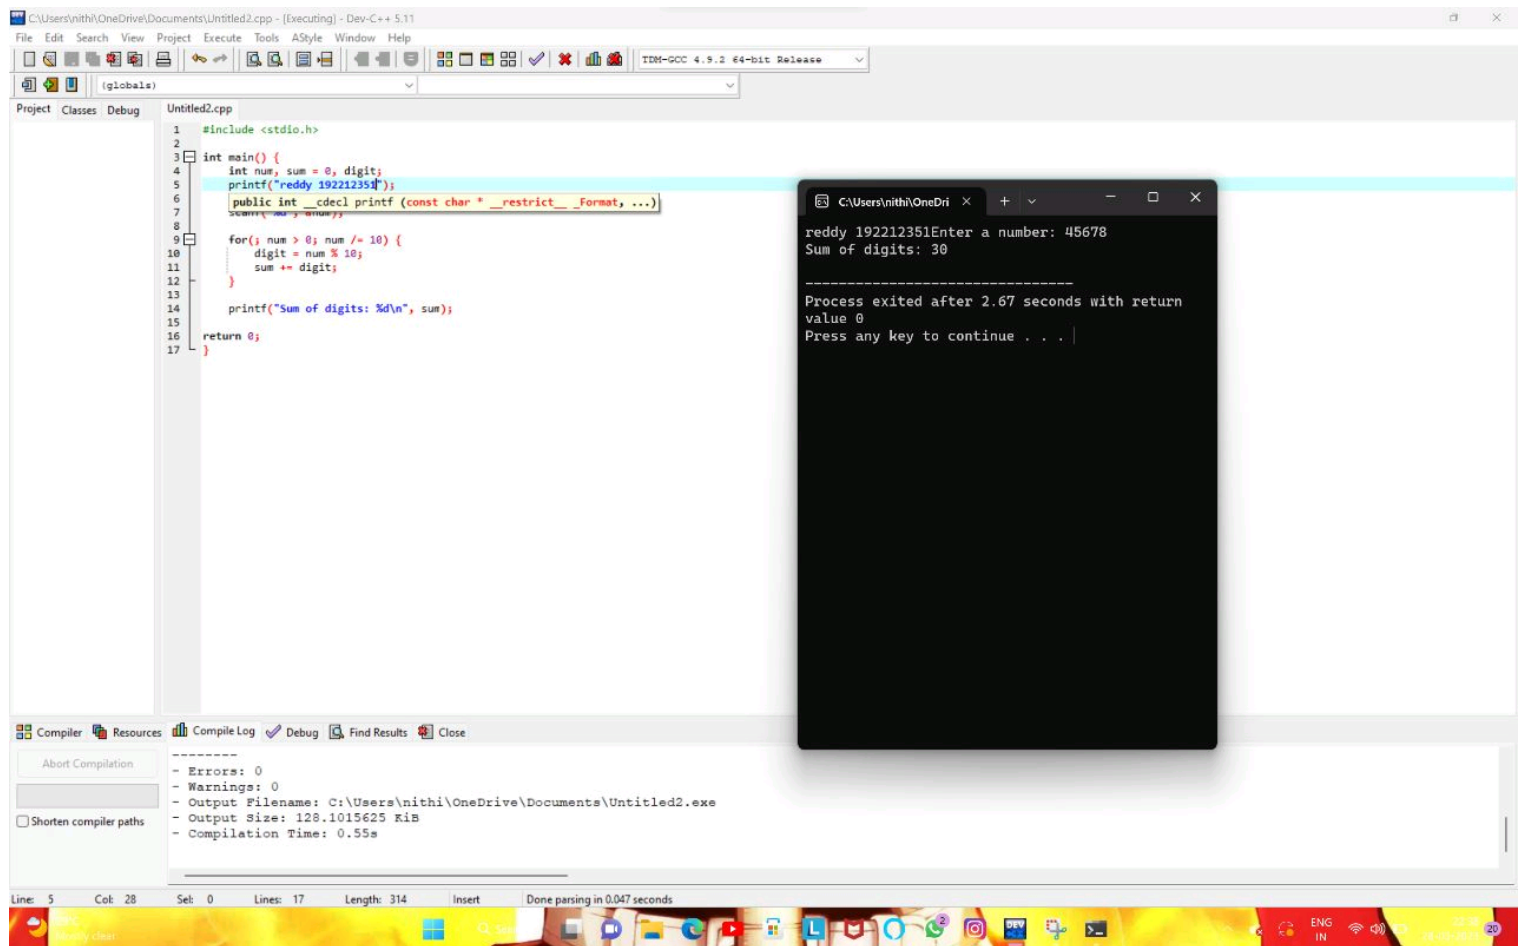 C:\Users\nithi\OneDrive\Documents\Untitled2.cpp - [Executing] - Dev-C++ 5.11
File Edit Search View Project Execute Tools AStyle Window Help
TDM-GCC 4.9.2 64-bit Release
(globals)
Project Classes Debug Untitled2.cpp
1 #include <stdio.h>
2
3 int main() {
4 int num, sum = 0, digit;
5 printf("reddy 192212351");
6 public int __cdecl printf (const char * __restrict__ _Format, ...)
7
8
9 for(; num > 0; num /= 10) {
10 digit = num % 10;
11 sum += digit;
12 }
13
14 printf("Sum of digits: %d\n", sum);
15
16 return 0;
17 }
C:\Users\nithi\OneDri
reddy 192212351Enter a number: 45678
Sum of digits: 30
--------------------------------
Process exited after 2.67 seconds with return
value 0
Press any key to continue . . .
Compiler Resources Compile Log Debug Find Results Close
Abort Compilation
Shorten compiler paths
--------
- Errors: 0
- Warnings: 0
- Output Filename: C:\Users\nithi\OneDrive\Documents\Untitled2.exe
- Output Size: 128.1015625 KiB
- Compilation Time: 0.55s
Line: 5 Col: 28 Sel: 0 Lines: 17 Length: 314 Insert Done parsing in 0.047 seconds
2
DEV
ENG
IN
20